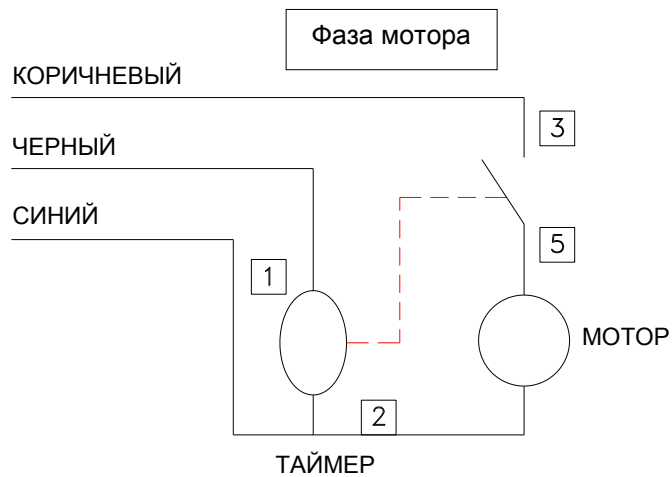 Фаза мотора
КОРИЧНЕВЫЙ
3
ЧЕРНЫЙ
СИНИЙ
5
1
МОТОР
2
ТАЙМЕР